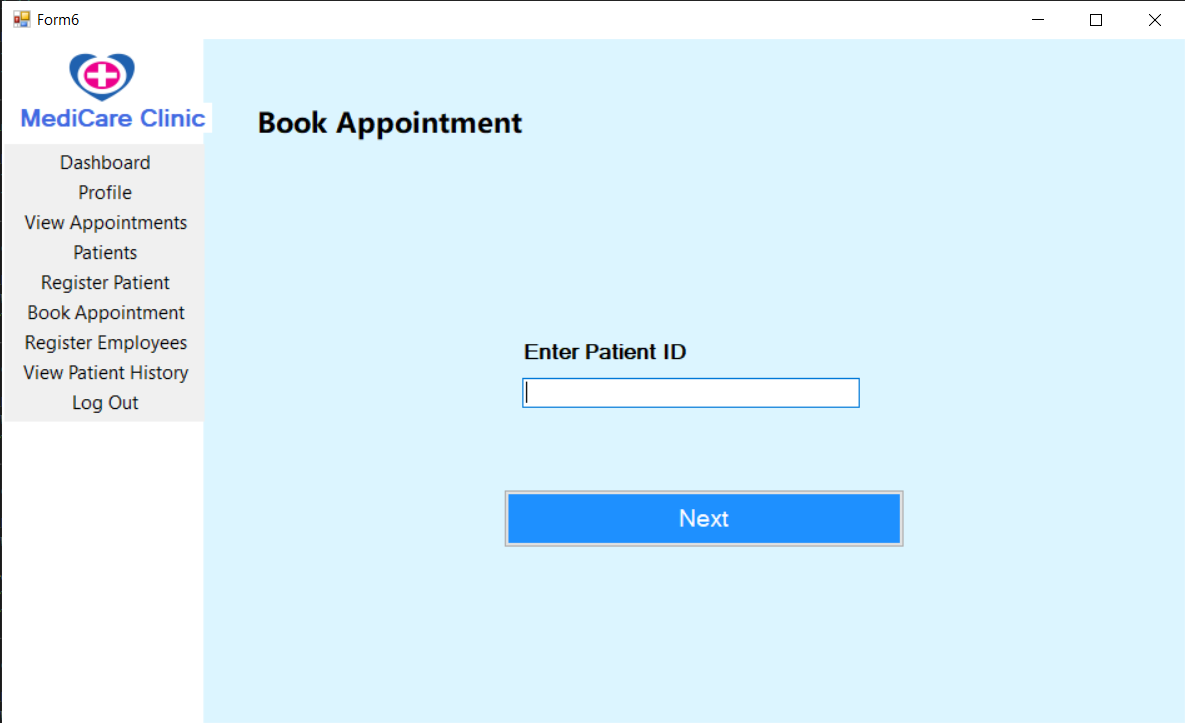 Form6
MediCare Clinic
Dashboard
Profile
View Appointments
Patients
Register Patient
Book Appointment
Register Employees
View Patient History
Log Out
Book Appointment
Enter Patient ID
Next